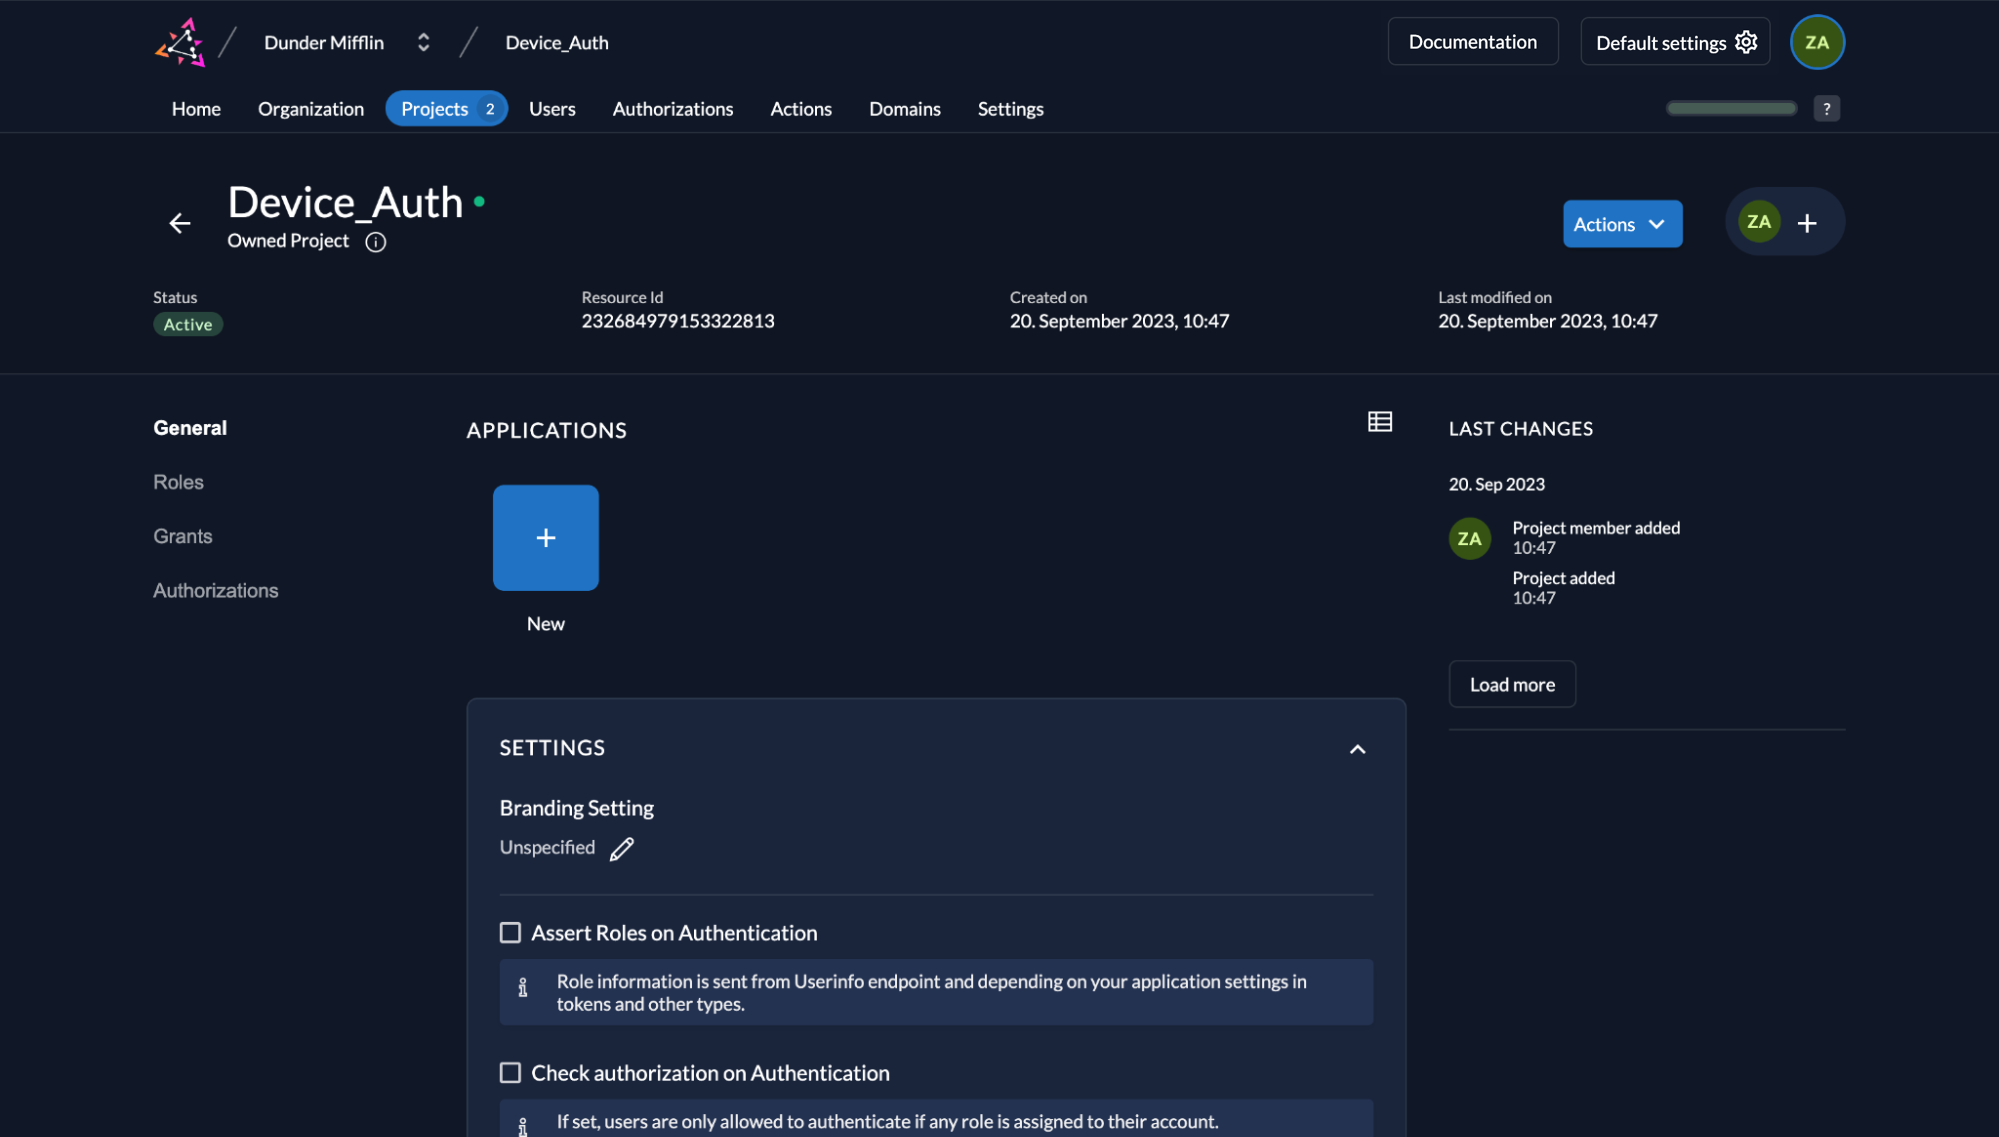 Dunder Mifflin
Device_Auth
Documentation
Default settings
ZA
Home
Organization
Projects 2
Users
Authorizations
Actions
Domains
Settings
?
Device_Auth
Owned Project
Actions
ZA
Status
Active
Resource Id
232684979153322813
Created on
20. September 2023, 10:47
Last modified on
20. September 2023, 10:47
General
Roles
Grants
Authorizations
APPLICATIONS
New
SETTINGS
Branding Setting
Unspecified
Assert Roles on Authentication
Role information is sent from Userinfo endpoint and depending on your application settings in
tokens and other types.
Check authorization on Authentication
If set, users are only allowed to authenticate if any role is assigned to their account.
LAST CHANGES
20. Sep 2023
ZA
Project member added
10:47
Project added
10:47
Load more